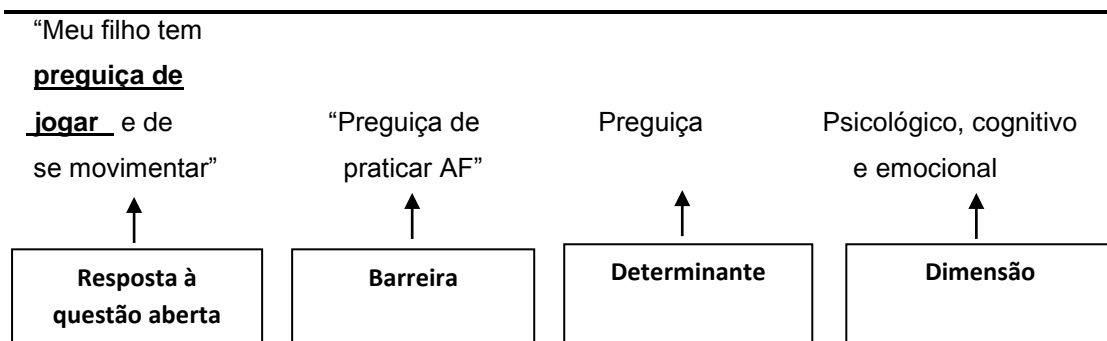 “Meu filho tem
preguiça de
jogar e de
se movimentar”
“Preguiça de
praticar AF”
Preguiça
Psicológico, cognitivo
e emocional
Resposta à
questão aberta
Barreira
Determinante
Dimensão